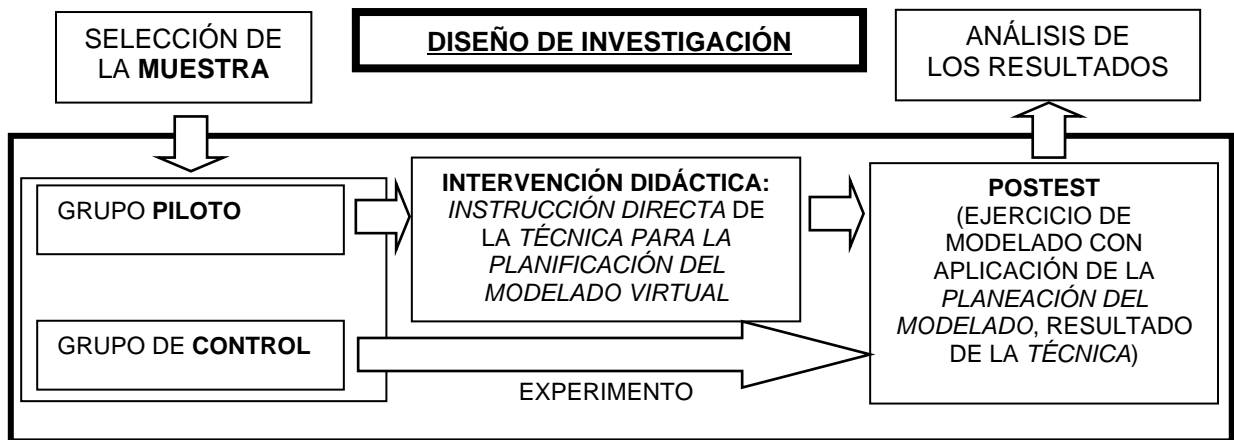 SELECCIÓN DE
LA MUESTRA
DISEÑO DE INVESTIGACIÓN
ANÁLISIS DE
LOS RESULTADOS
GRUPO PILOTO
INTERVENCIÓN DIDÁCTICA:
INSTRUCCIÓN DIRECTA DE
LA TÉCNICA PARA LA
PLANIFICACIÓN DEL
MODELADO VIRTUAL
GRUPO DE CONTROL
EXPERIMENTO
POSTEST
(EJERCICIO DE
MODELADO CON
APLICACIÓN DE LA
PLANEACIÓN DEL
MODELADO, RESULTADO
DE LA TÉCNICA)